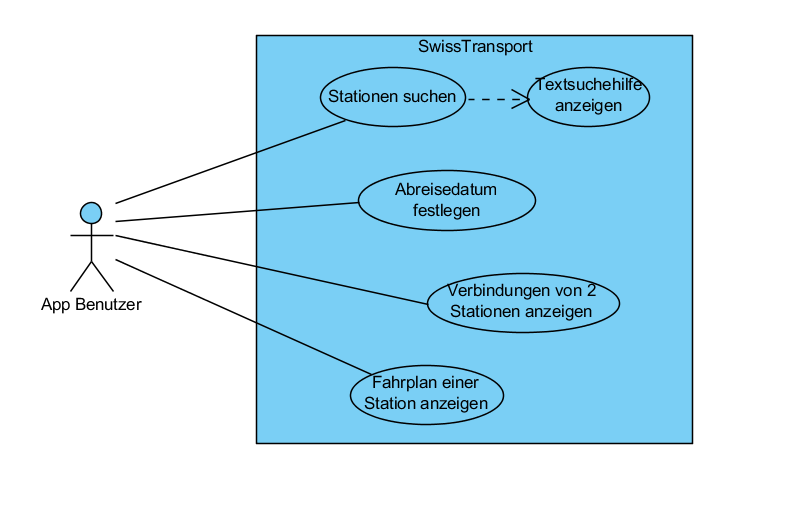 SwissTransport
Stationen suchen
Textsuchehilfe
anzeigen
Abreisedatum
festlegen
App Benutzer
Verbindungen von 2
Stationen anzeigen
Fahrplan einer
Station anzeigen